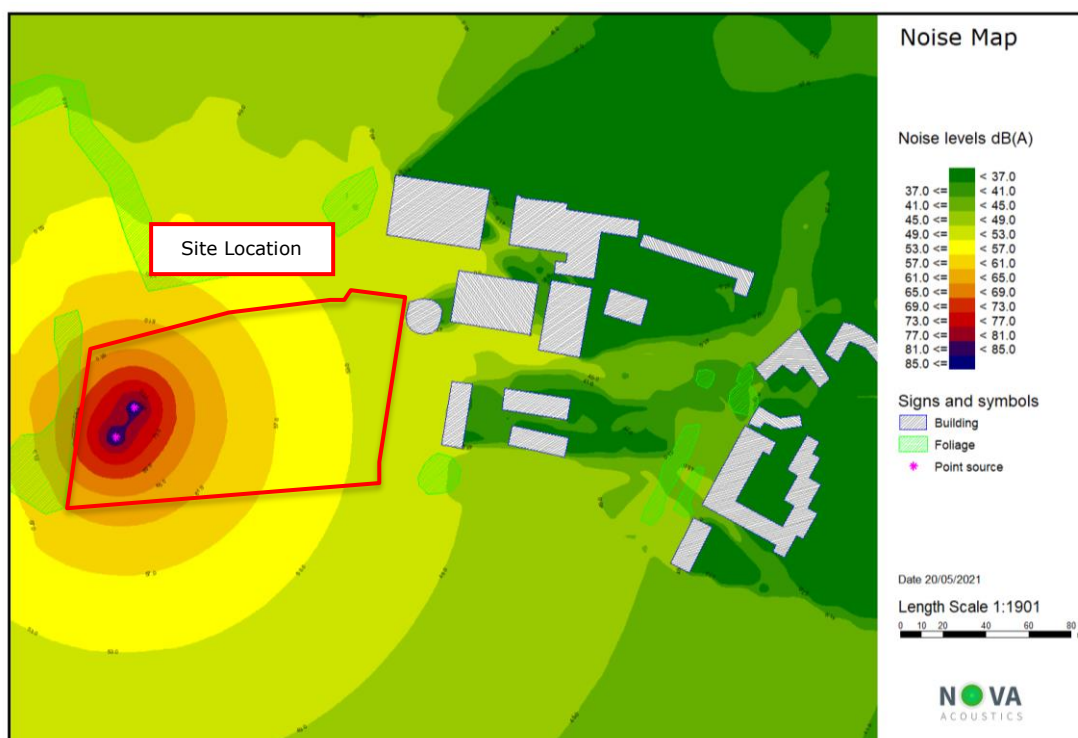 Noise Map
Site Location
Noise levels dB(A)
< 37.0
37.0 <= < 41.0
41.0 <= < 45.0
45.0 <= < 49.0
49.0 <= < 53.0
53.0 <= < 57.0
57.0 <= < 61.0
61.0 <= < 65.0
65.0 <= < 69.0
69.0 <= < 73.0
73.0 <= < 77.0
77.0 <= < 81.0
81.0 <= < 85.0
85.0 <=
Signs and symbols
Building
Foliage
Point source
Date 20/05/2021
Length Scale 1:1901
0 10 20 40 60 80
NOVA
ACOUSTICS